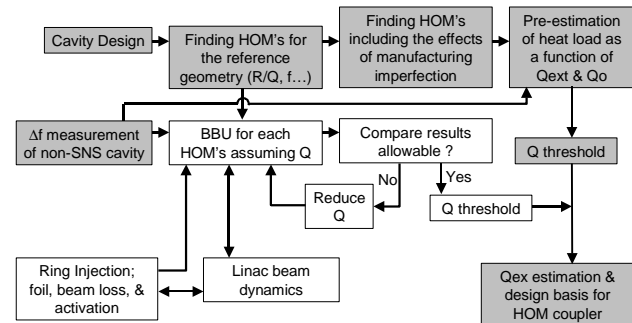 Cavity Design
Finding HOM's for
the reference
geometry (R/Q, f…)
Finding HOM's
including the effects
of manufacturing
imperfection
Pre-estimation
of heat load as
a function of
Qext & Qo
Δf measurement
of non-SNS cavity
BBU for each
HOM's assuming Q
Compare results
allowable ?
Q threshold
No
Yes
Reduce
Q
Q threshold
Ring Injection;
foil, beam loss, &
activation
Linac beam
dynamics
Qex estimation &
design basis for
HOM coupler